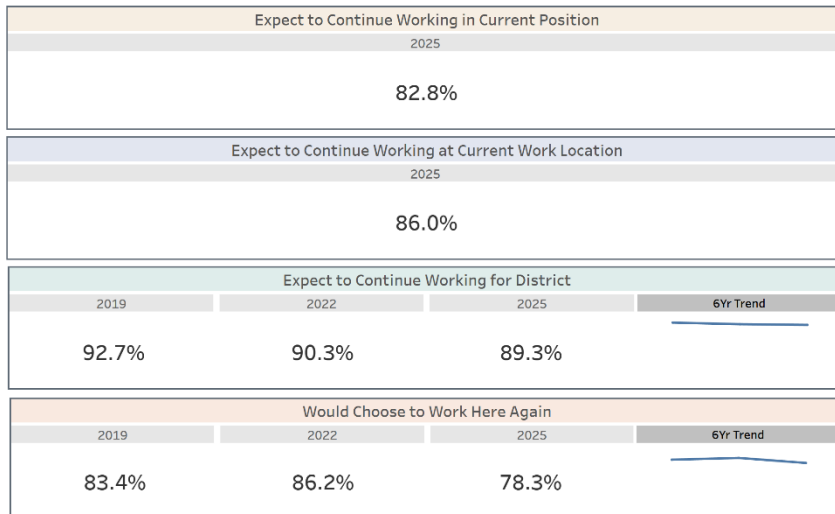 Expect to Continue Working in Current Position
2025
82.8%
Expect to Continue Working at Current Work Location
2025
86.0%
Expect to Continue Working for District
2019 2022 2025 6Yr Trend
92.7% 90.3% 89.3%
Would Choose to Work Here Again
2019 2022 2025 6Yr Trend
83.4% 86.2% 78.3%